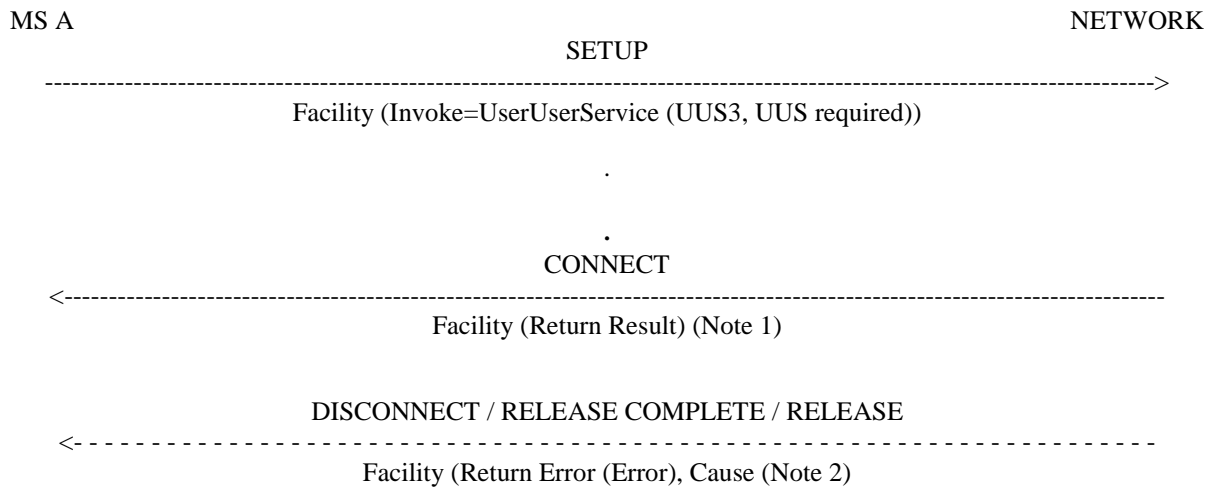 MS A NETWORK
SETUP
------------------------------------------------------------------------------------------------------------------------------->
Facility (Invoke=UserUserService (UUS3, UUS required))
.
.
CONNECT
<-------------------------------------------------------------------------------------------------------------------------------
Facility (Return Result) (Note 1)
DISCONNECT / RELEASE COMPLETE / RELEASE
<- - - - - - - - - - - - - - - - - - - - - - - - - - - - - - - - - - - - - - - - - - - - - - - - - - - - - - - - -
Facility (Return Error (Error), Cause (Note 2)